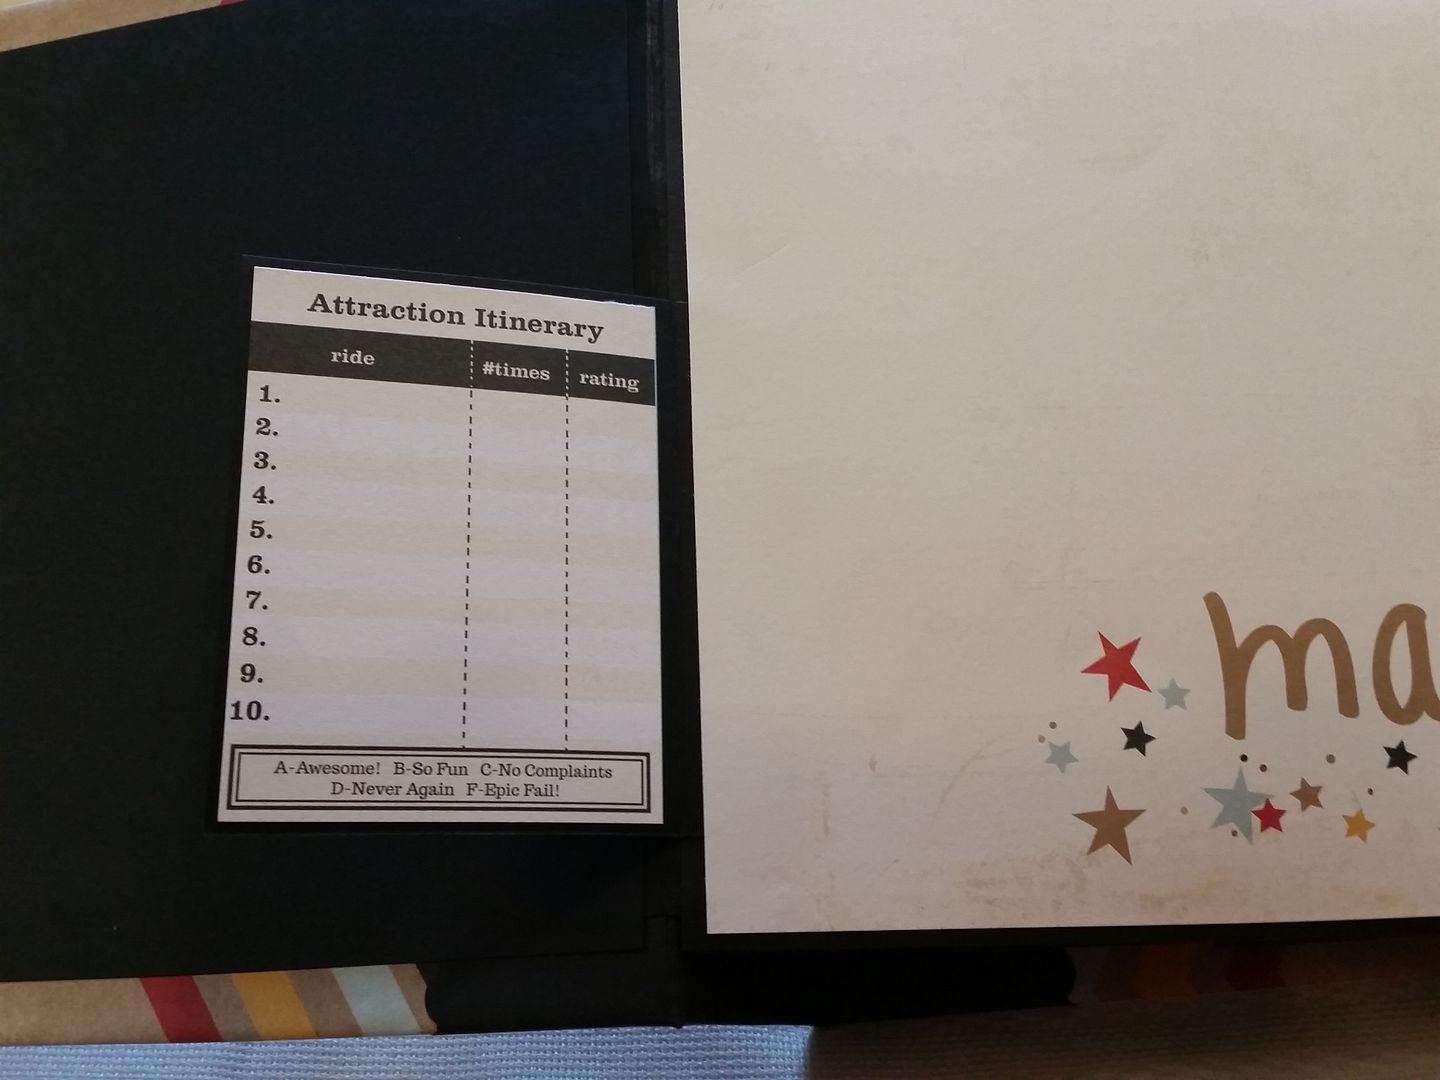 Attraction Itinerary
ride #times rating
1.
2.
3.
4.
5.
6.
7.
8.
9.
10.
A-Awesome! B-So Fun C-No Complaints
D-Never Again F-Epic Fail!
ma